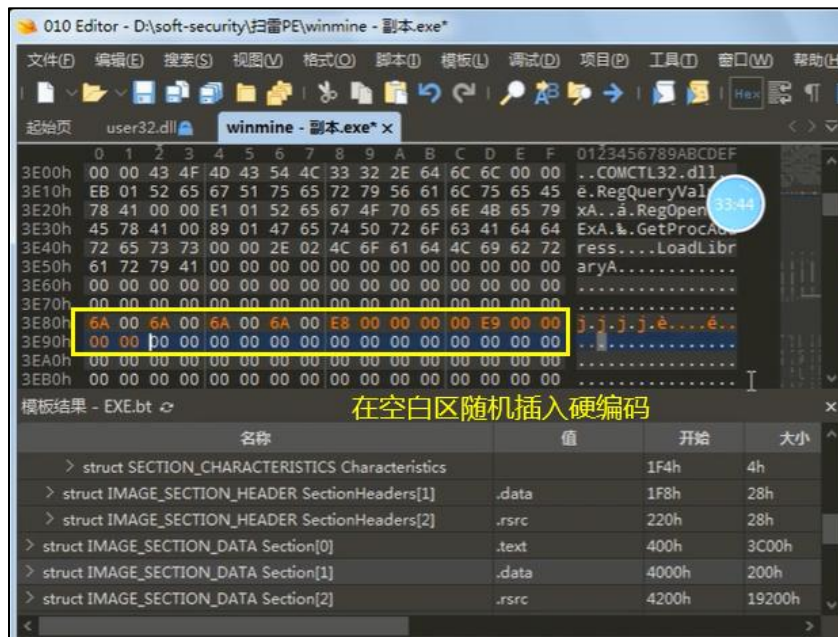 010 Editor - D:\soft-security\扫雷PE\winmine - 副本.exe*
文件(F) 编辑(E) 搜索(S) 视图(V) 格式(O) 脚本(I) 模板(L) 调试(D) 项目(P) 工具(T) 窗口(W) 帮助(H
Hex
起始页 user32.dll winmine - 副本.exe* ×
0 1 2 3 4 5 6 7 8 9 A B C D E F 0123456789ABCDEF
3E00h 00 00 43 4F 4D 43 54 4C 33 32 2E 64 6C 6C 00 00 ..COMCTL32.dll..
3E10h EB 01 52 65 67 51 75 65 72 79 56 61 6C 75 65 45 ë.RegQueryVal
3E20h 78 41 00 00 E1 01 52 65 67 4F 70 65 6E 4B 65 79 xA..á.RegOpen
33:44
3E30h 45 78 41 00 89 01 47 65 74 50 72 6F 63 41 64 64 ExA.‰.GetProcAdd
3E40h 72 65 73 73 00 00 2E 02 4C 6F 61 64 4C 69 62 72 ress....LoadLibr
3E50h 61 72 79 41 00 00 00 00 00 00 00 00 00 00 00 00 aryA............
3E60h 00 00 00 00 00 00 00 00 00 00 00 00 00 00 00 00 ................
3E70h 00 00 00 00 00 00 00 00 00 00 00 00 00 00 00 00 ................
3E80h 6A 00 6A 00 6A 00 6A 00 E8 00 00 00 00 E9 00 00 j.j.j.j.è....é..
3E90h 00 00 00 00 00 00 00 00 00 00 00 00 00 00 00 00 ................
3EA0h 00 00 00 00 00 00 00 00 00 00 00 00 00 00 00 00 ................
3EB0h 00 00 00 00 00 00 00 00 00 00 00 00 00 00 00 00 ................
模板结果 - EXE.bt
在空白区随机插入硬编码
名称 值 开始 大小
> struct SECTION_CHARACTERISTICS Characteristics 1F4h 4h
> struct IMAGE_SECTION_HEADER SectionHeaders[1] .data 1F8h 28h
> struct IMAGE_SECTION_HEADER SectionHeaders[2] .rsrc 220h 28h
> struct IMAGE_SECTION_DATA Section[0] .text 400h 3C00h
> struct IMAGE_SECTION_DATA Section[1] .data 4000h 200h
> struct IMAGE_SECTION_DATA Section[2] .rsrc 4200h 19200h